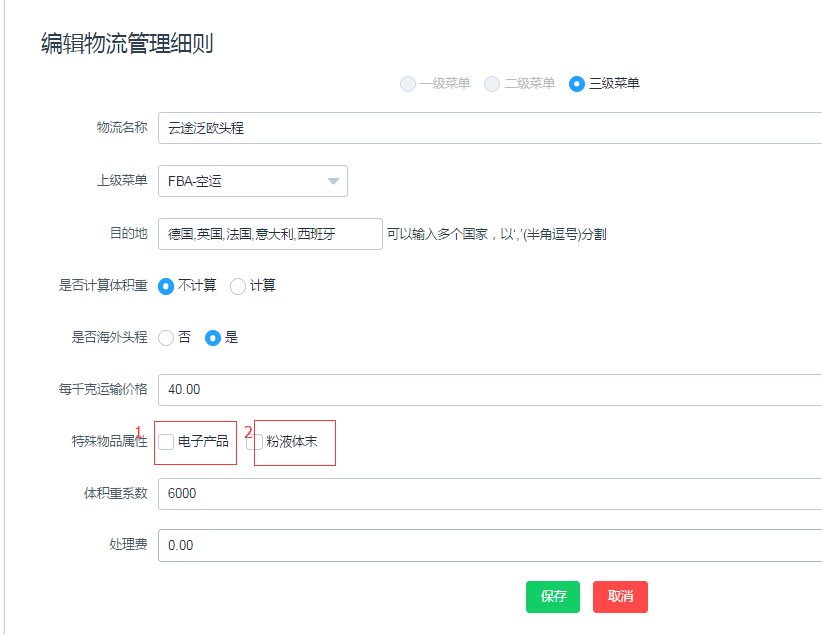 编辑物流管理细则
一级菜单 二级菜单 三级菜单
物流名称 云途泛欧头程
上级菜单 FBA-空运
目的地 德国,英国,法国,意大利,西班牙 可以输入多个国家，以‘,’(半角逗号)分割
是否计算体积重 不计算 计算
是否海外头程 否 是
每千克运输价格 40.00
特殊物品属性 1 电子产品 2 粉液体末
体积重系数 6000
处理费 0.00
保存 取消